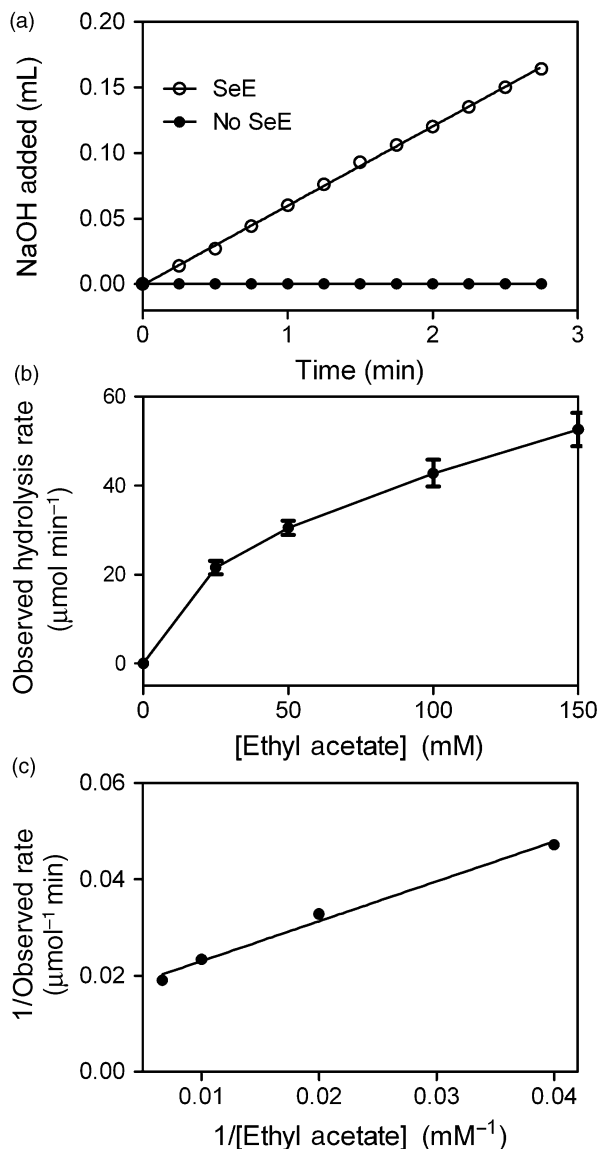 (a)
NaOH added (mL)
0.20
0.15
0.10
0.05
0.00
SeE
No SeE
0 1 2 3
Time (min)
(b)
Observed hydrolysis rate
(μmol min⁻¹)
60
40
20
0
0 50 100 150
[Ethyl acetate] (mM)
(c)
1/Observed rate
(μmol⁻¹ min)
0.06
0.04
0.02
0.00
0.01 0.02 0.03 0.04
1/[Ethyl acetate] (mM⁻¹)